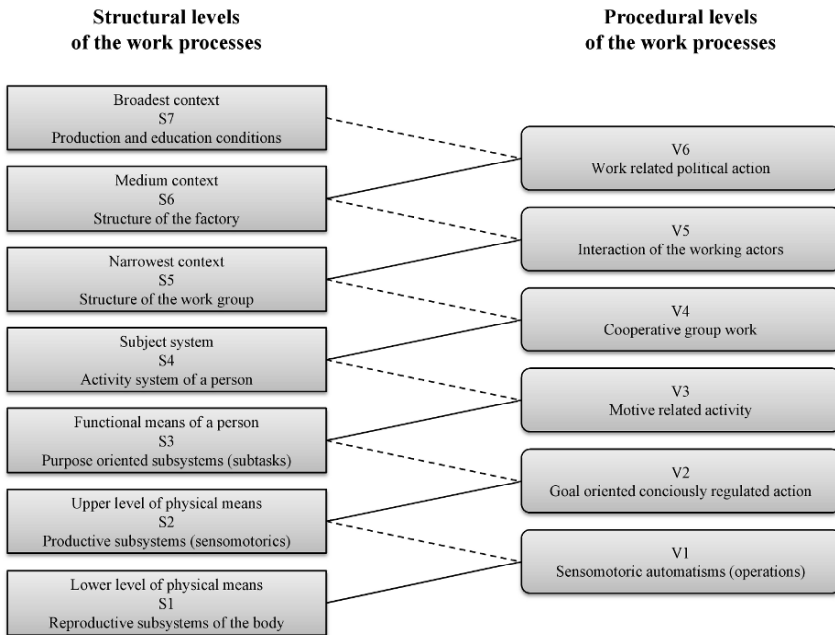 Structural levels
of the work processes
Broadest context
S7
Production and education conditions
Medium context
S6
Structure of the factory
Narrowest context
S5
Structure of the work group
Subject system
S4
Activity system of a person
Functional means of a person
S3
Purpose oriented subsystems (subtasks)
Upper level of physical means
S2
Productive subsystems (sensomotorics)
Lower level of physical means
S1
Reproductive subsystems of the body
Procedural levels
of the work processes
V6
Work related political action
V5
Interaction of the working actors
V4
Cooperative group work
V3
Motive related activity
V2
Goal oriented conciously regulated action
V1
Sensomotoric automatisms (operations)